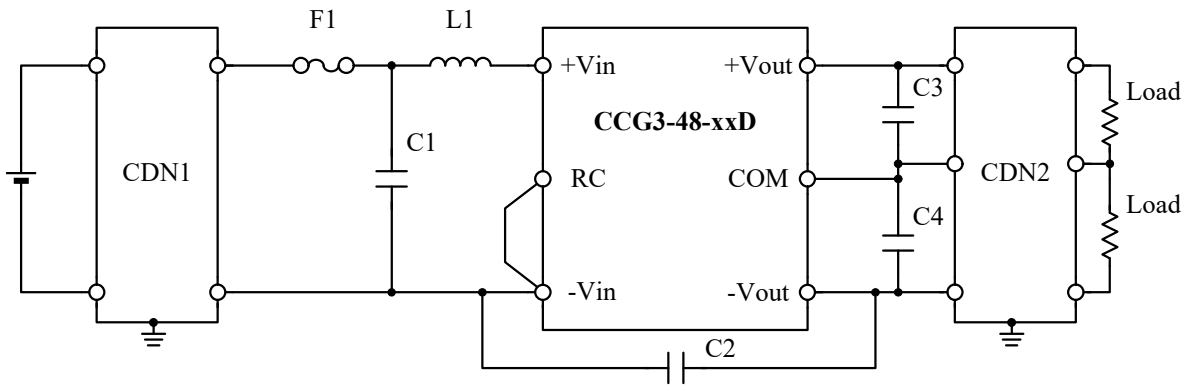 F1
L1
+Vin
+Vout
C3
Load
CCG3-48-xxD
C1
CDN1
RC
COM
CDN2
C4
Load
-Vin
-Vout
C2